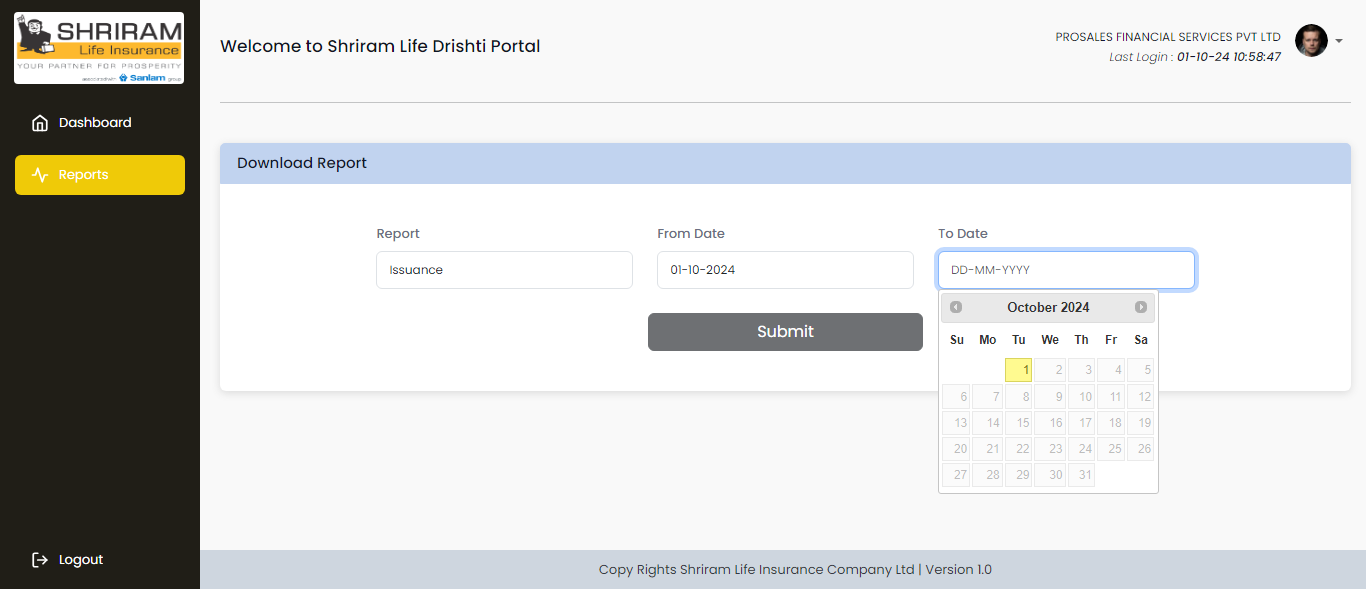 SHRIRAM
Life Insurance
YOUR PARTNER FOR PROSPERITY
Sanlam group
Dashboard
Reports
Logout
Welcome to Shriram Life Drishti Portal
PROSALES FINANCIAL SERVICES PVT LTD
Last Login : 01-10-24 10:58:47
Download Report
Report
From Date
To Date
Issuance
01-10-2024
DD-MM-YYYY
Submit
October 2024
Su Mo Tu We Th Fr Sa
1 2 3 4 5
6 7 8 9 10 11 12
13 14 15 16 17 18 19
20 21 22 23 24 25 26
27 28 29 30 31
Copy Rights Shriram Life Insurance Company Ltd | Version 1.0